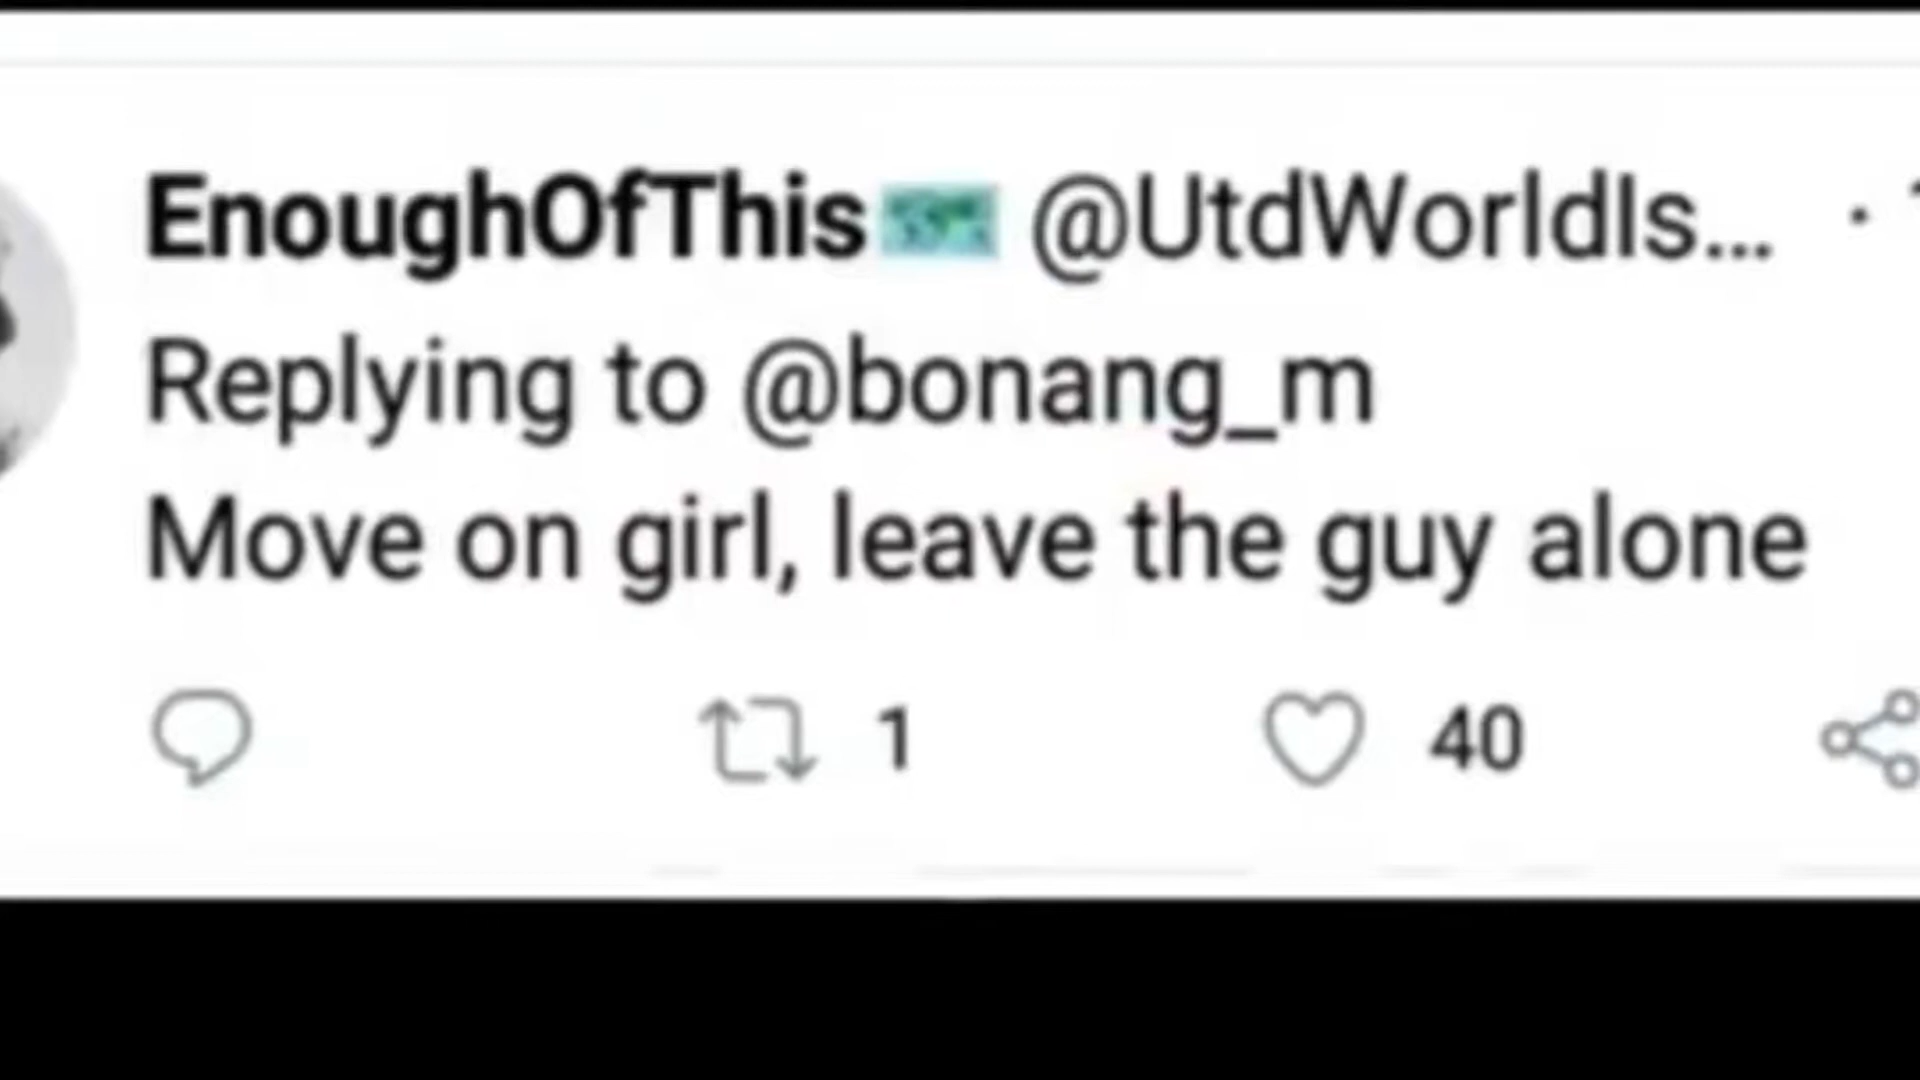 EnoughOfThis🗺️ @UtdWorldIs... ·
Replying to @bonang_m
Move on girl, leave the guy alone
1 40